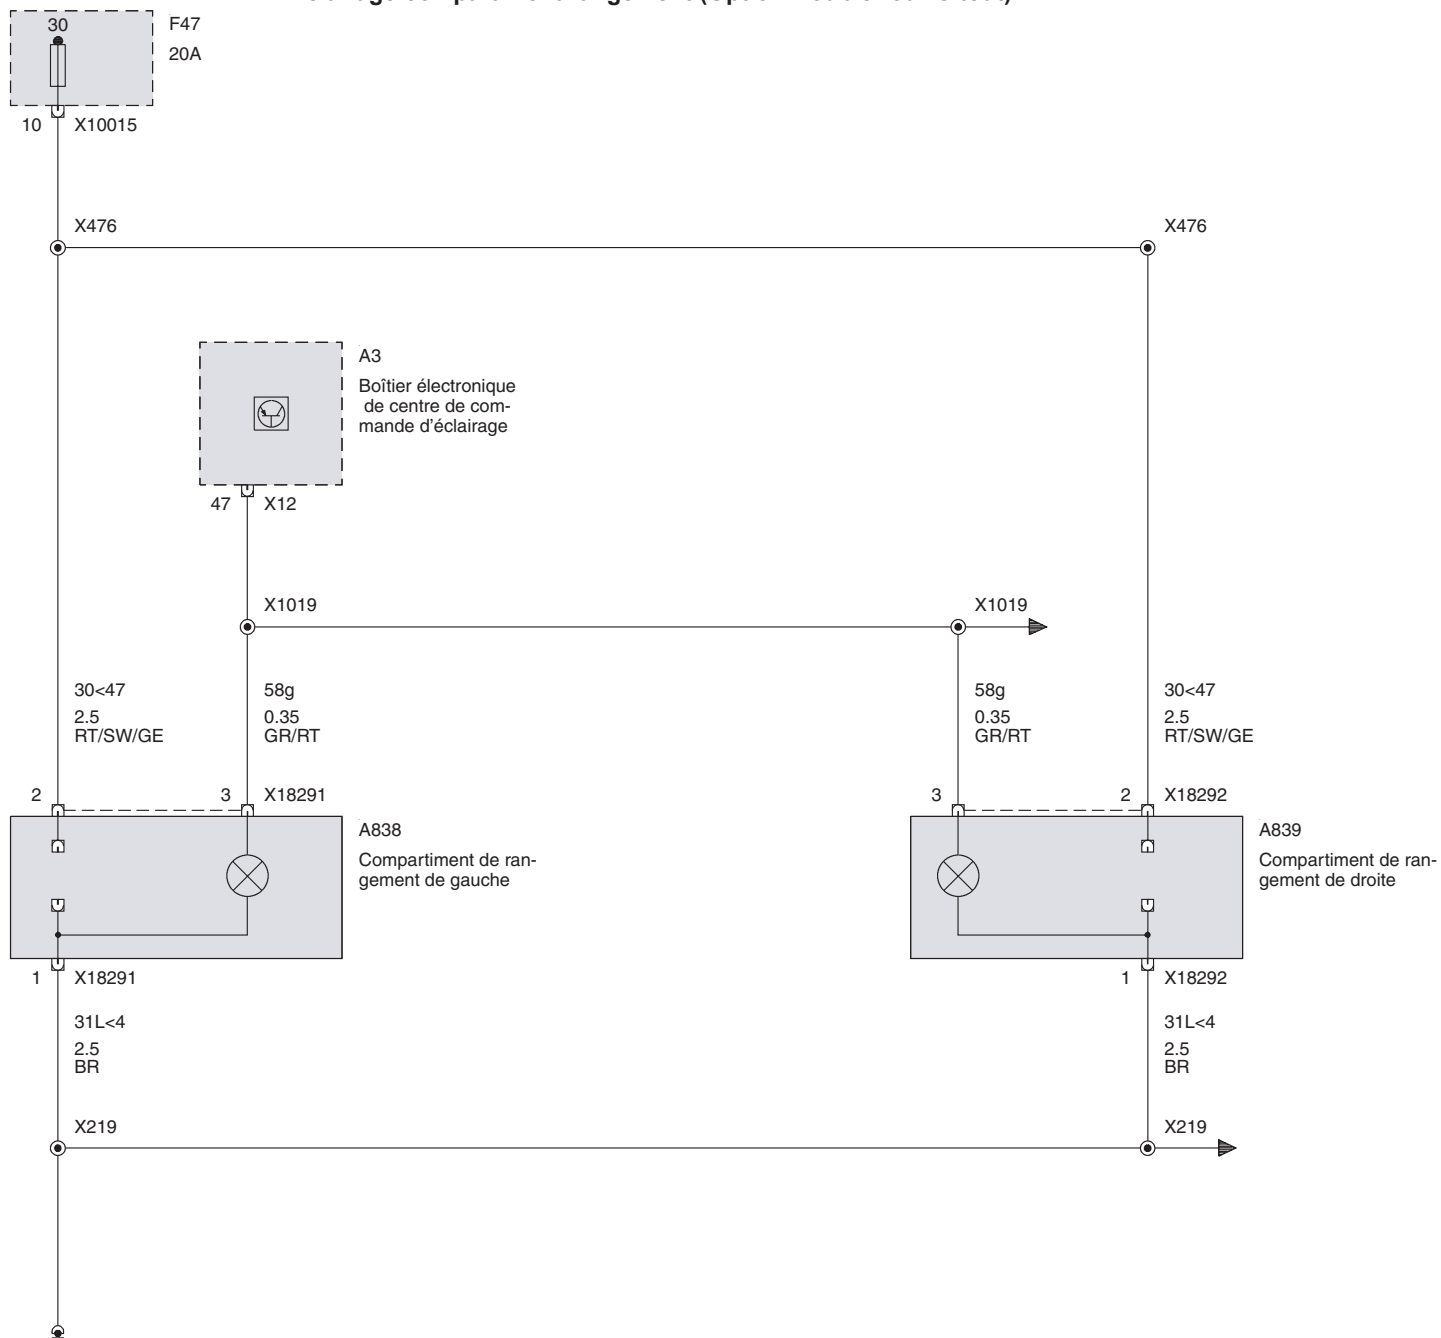 30
F47
20A
10
X10015
X476
X476
A3
Boîtier électronique
de centre de com-
mande d'éclairage
47
X12
X1019
X1019
30<47
2.5
RT/SW/GE
58g
0.35
GR/RT
58g
0.35
GR/RT
30<47
2.5
RT/SW/GE
2
3
X18291
3
2
X18292
A838
Compartiment de ran-
gement de gauche
A839
Compartiment de ran-
gement de droite
1
X18291
1
X18292
31L<4
2.5
BR
31L<4
2.5
BR
X219
X219